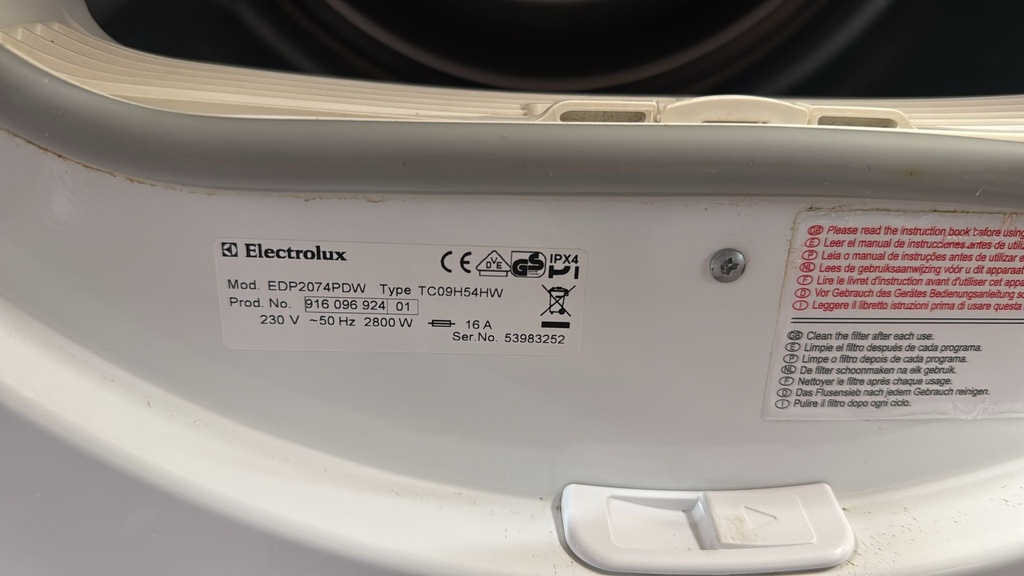 Electrolux
CE VDE GS IPX4
Mod. EDP2074PDW Type TC09H54HW
Prod. No. 916 096 924 01
230 V ~50 Hz 2800 W 16 A
Ser.No. 53983252
GB Please read the instruction book before using
E Leer el manual de instrucciones antes de
P Leia o manual de instruções antes de utilizar e
NL Lees de gebruiksaanwijzing vóór u dit apparaat
F Lire le livret d'instruction avant d'utiliser cet
D Vor Gebrauch des Gerätes Bedienungsanleitung
I Leggere il libretto istruzioni prima di usare questa
GB Clean the filter after each use.
E Limpie el filtro después de cada programa.
P Limpe o filtro depois de cada programa.
NL De filter schoonmaken na elk gebruik.
F Nettoyer le filtre après chaque usage.
D Das Flusensieb nach jedem Gebrauch reinigen.
I Pulire il filtro dopo ogni ciclo.